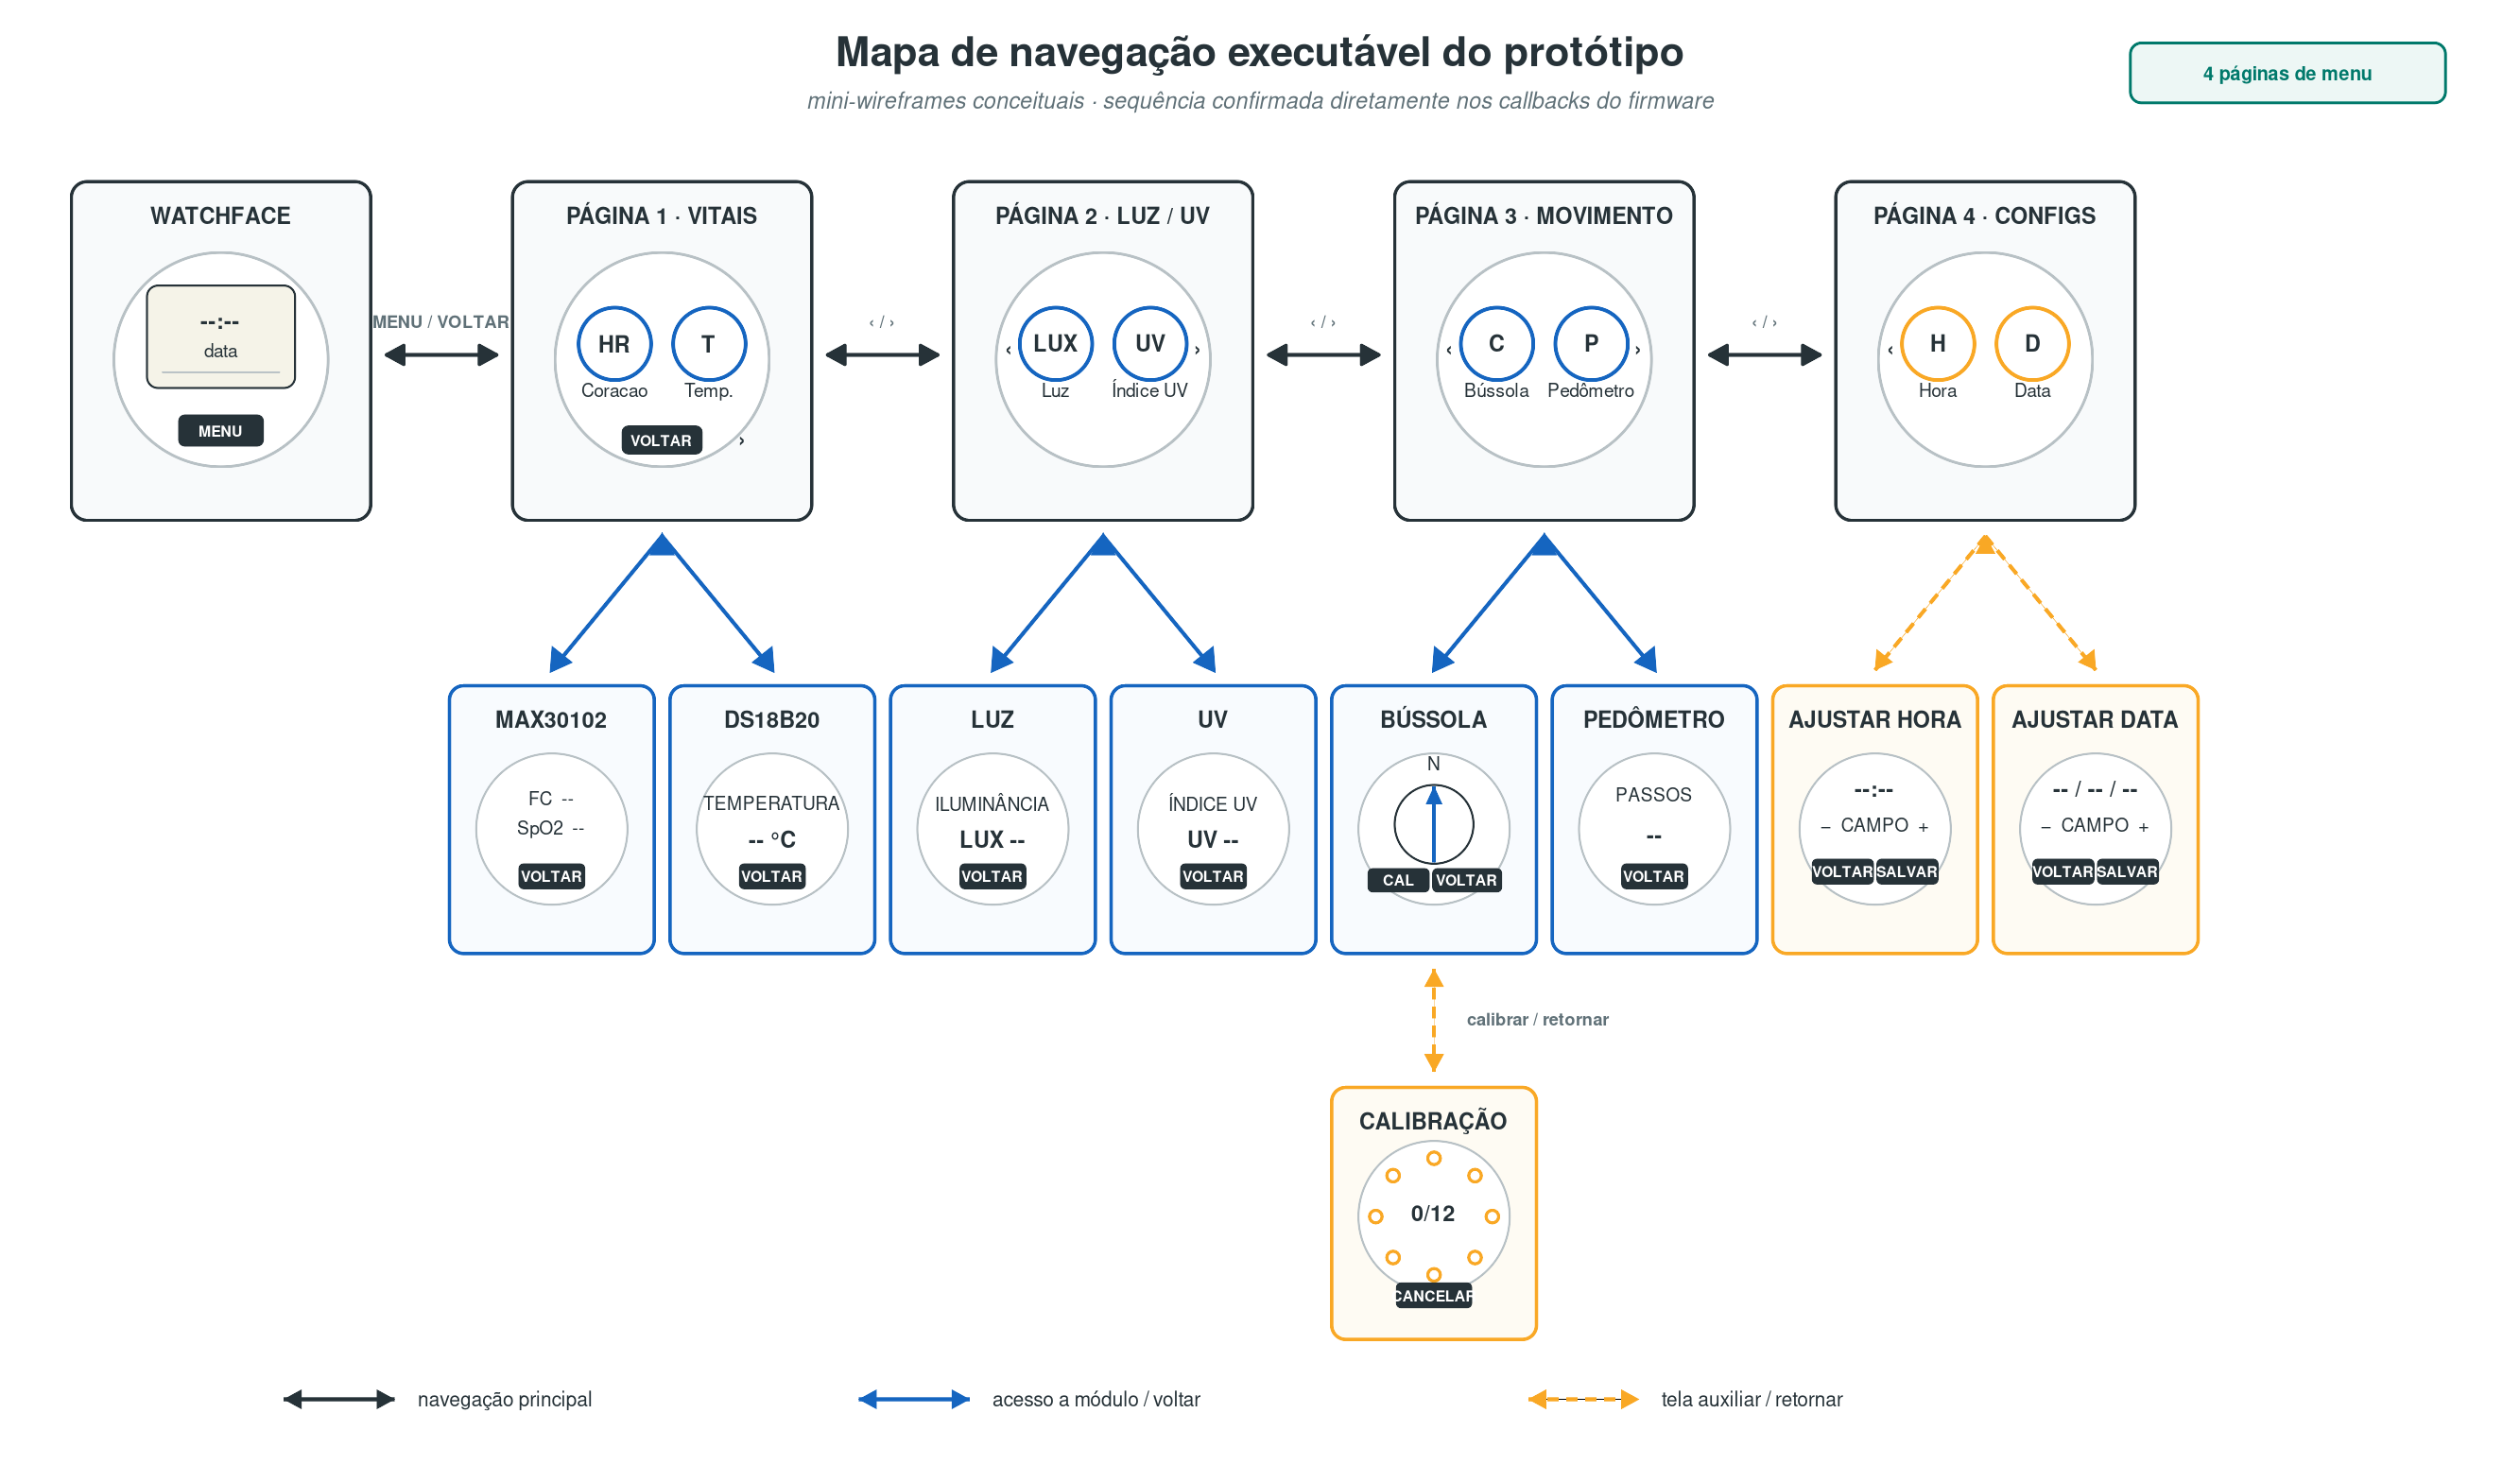 Mapa de navegação executável do protótipo
mini-wireframes conceituais · sequência confirmada diretamente nos callbacks do firmware
4 páginas de menu
WATCHFACE
--:--
data
MENU
MENU / VOLTAR
PÁGINA 1 · VITAIS
HR
T
Coracao
Temp.
VOLTAR
›
‹ / ›
PÁGINA 2 · LUZ / UV
‹
LUX
UV
›
Luz
Índice UV
‹ / ›
PÁGINA 3 · MOVIMENTO
‹
C
P
›
Bússola
Pedômetro
‹ / ›
PÁGINA 4 · CONFIGS
‹
H
D
Hora
Data
MAX30102
FC --
SpO2 --
VOLTAR
DS18B20
TEMPERATURA
-- °C
VOLTAR
LUZ
ILUMINÂNCIA
LUX --
VOLTAR
UV
ÍNDICE UV
UV --
VOLTAR
BÚSSOLA
N
CAL
VOLTAR
PEDÔMETRO
PASSOS
--
VOLTAR
AJUSTAR HORA
--:--
– CAMPO +
VOLTAR
SALVAR
AJUSTAR DATA
-- / -- / --
– CAMPO +
VOLTAR
SALVAR
calibrar / retornar
CALIBRAÇÃO
0/12
CANCELAR
navegação principal
acesso a módulo / voltar
tela auxiliar / retornar